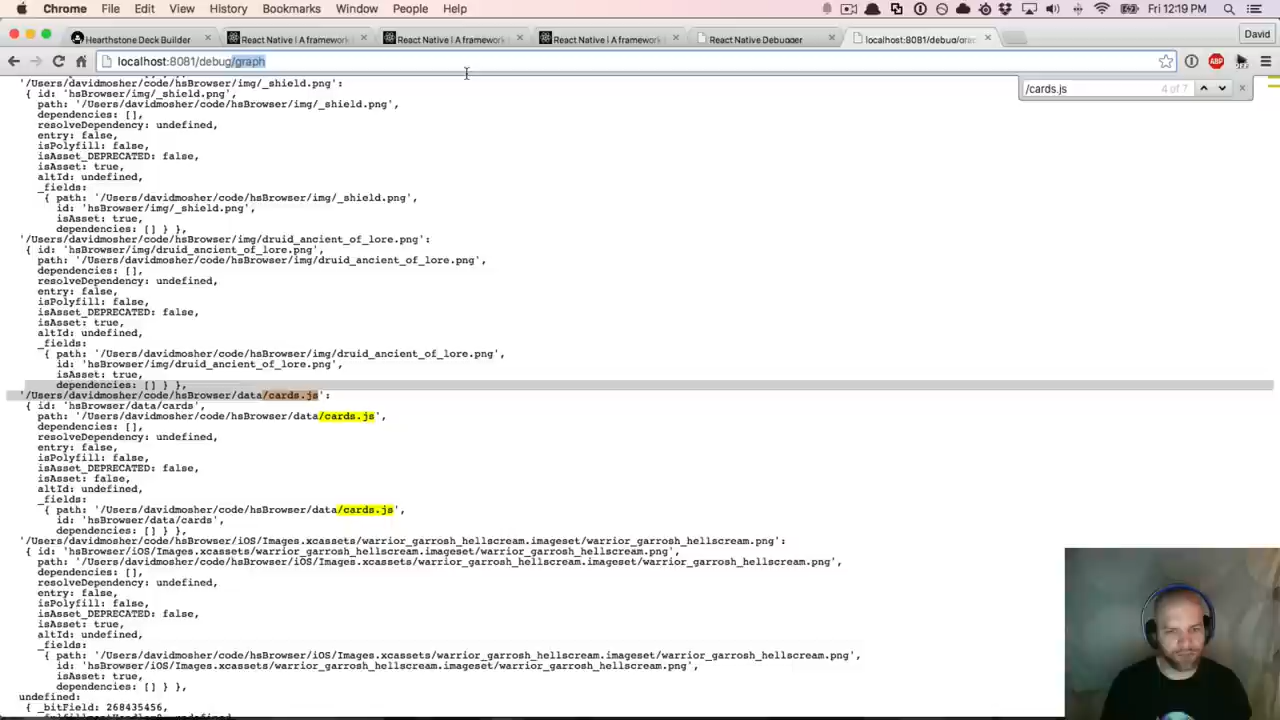 Chrome File Edit View History Bookmarks Window People Help Fri 12:19 PM
Hearthstone Deck Builder React Native | A framework React Native | A framework React Native | A framework React Native Debugger localhost:8081/debug/gra David
localhost:8081/debug/graph
/cards.js 4 of 7
'/Users/davidmosher/code/hsBrowser/img/_shield.png':
{ id: 'hsBrowser/img/_shield.png',
path: '/Users/davidmosher/code/hsBrowser/img/_shield.png',
dependencies: [],
resolveDependency: undefined,
entry: false,
isPolyfill: false,
isAsset_DEPRECATED: false,
isAsset: true,
altId: undefined,
_fields:
{ path: '/Users/davidmosher/code/hsBrowser/img/_shield.png',
id: 'hsBrowser/img/_shield.png',
isAsset: true,
dependencies: [] } },
'/Users/davidmosher/code/hsBrowser/img/druid_ancient_of_lore.png':
{ id: 'hsBrowser/img/druid_ancient_of_lore.png',
path: '/Users/davidmosher/code/hsBrowser/img/druid_ancient_of_lore.png',
dependencies: [],
resolveDependency: undefined,
entry: false,
isPolyfill: false,
isAsset_DEPRECATED: false,
isAsset: true,
altId: undefined,
_fields:
{ path: '/Users/davidmosher/code/hsBrowser/img/druid_ancient_of_lore.png',
id: 'hsBrowser/img/druid_ancient_of_lore.png',
isAsset: true,
dependencies: [] } },
'/Users/davidmosher/code/hsBrowser/data/cards.js':
{ id: 'hsBrowser/data/cards',
path: '/Users/davidmosher/code/hsBrowser/data/cards.js',
dependencies: [],
resolveDependency: undefined,
entry: false,
isPolyfill: false,
isAsset_DEPRECATED: false,
isAsset: false,
altId: undefined,
_fields:
{ path: '/Users/davidmosher/code/hsBrowser/data/cards.js',
id: 'hsBrowser/data/cards',
dependencies: [] } },
'/Users/davidmosher/code/hsBrowser/iOS/Images.xcassets/warrior_garrosh_hellscream.imageset/warrior_garrosh_hellscream.png':
{ id: 'hsBrowser/iOS/Images.xcassets/warrior_garrosh_hellscream.imageset/warrior_garrosh_hellscream.png',
path: '/Users/davidmosher/code/hsBrowser/iOS/Images.xcassets/warrior_garrosh_hellscream.imageset/warrior_garrosh_hellscream.png',
dependencies: [],
resolveDependency: undefined,
entry: false,
isPolyfill: false,
isAsset_DEPRECATED: false,
isAsset: true,
altId: undefined,
_fields:
{ path: '/Users/davidmosher/code/hsBrowser/iOS/Images.xcassets/warrior_garrosh_hellscream.imageset/warrior_garrosh_hellscream.png',
id: 'hsBrowser/iOS/Images.xcassets/warrior_garrosh_hellscream.imageset/warrior_garrosh_hellscream.png',
isAsset: true,
dependencies: [] } },
undefined:
{ _bitField: 268435456,